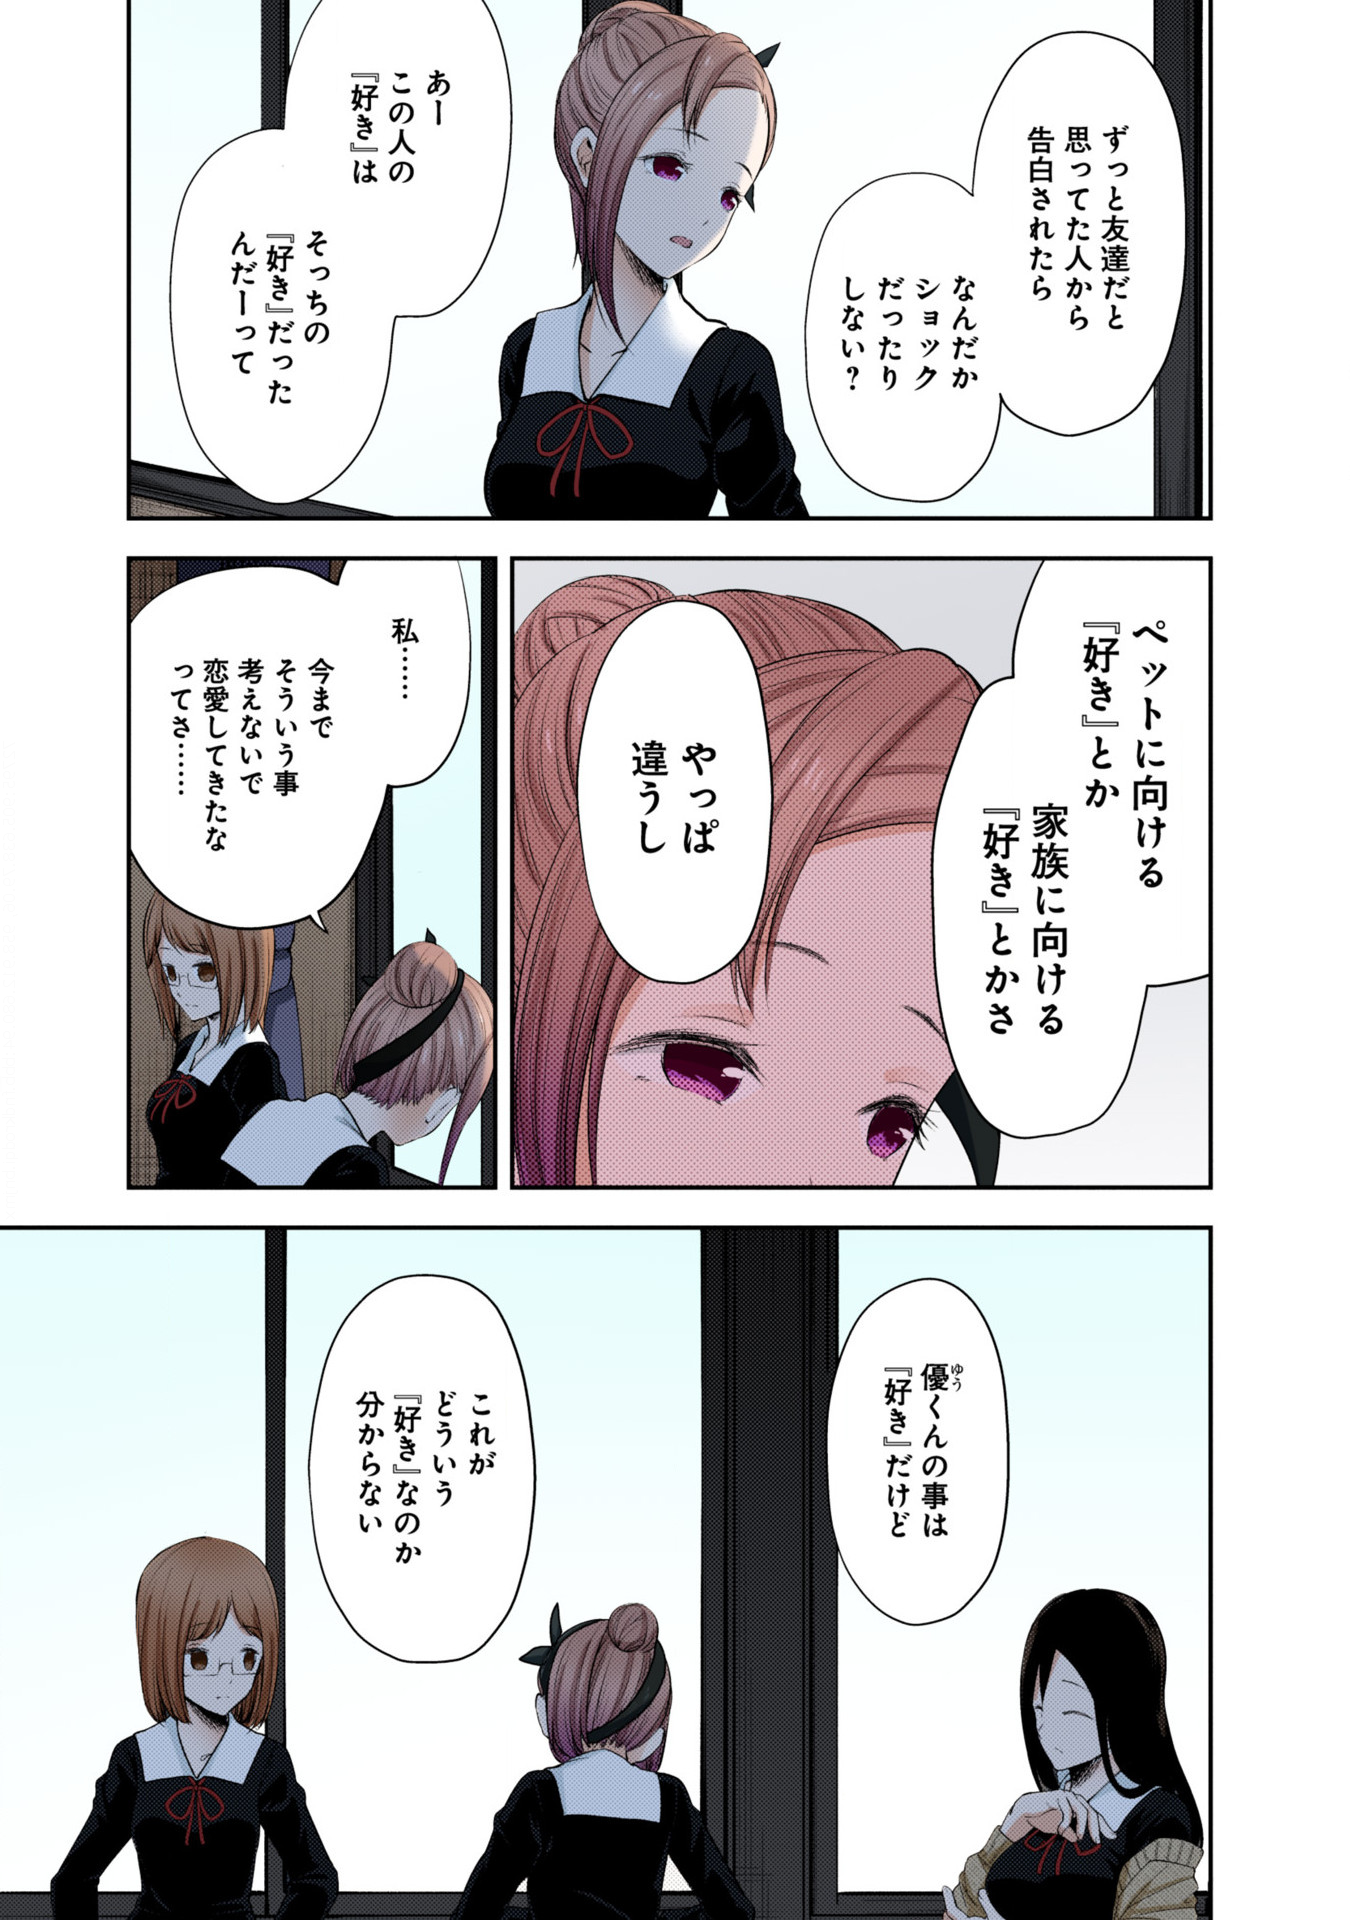 ずっと友達だと
思ってた人から
告白されたら
なんだか
ショック
だったり
しない?
あー
この人の
『好き』は
そっちの
『好き』だった
んだーって
ペットに向ける
『好き』とか
家族に向ける
『好き』とかさ
やっぱ
違うし
私……
今まで
そういう事
考えないで
恋愛してきたな
ってさ……
優くんの事は
ゆう
『好き』だけど
これが
どういう
『好き』なのか
分からない